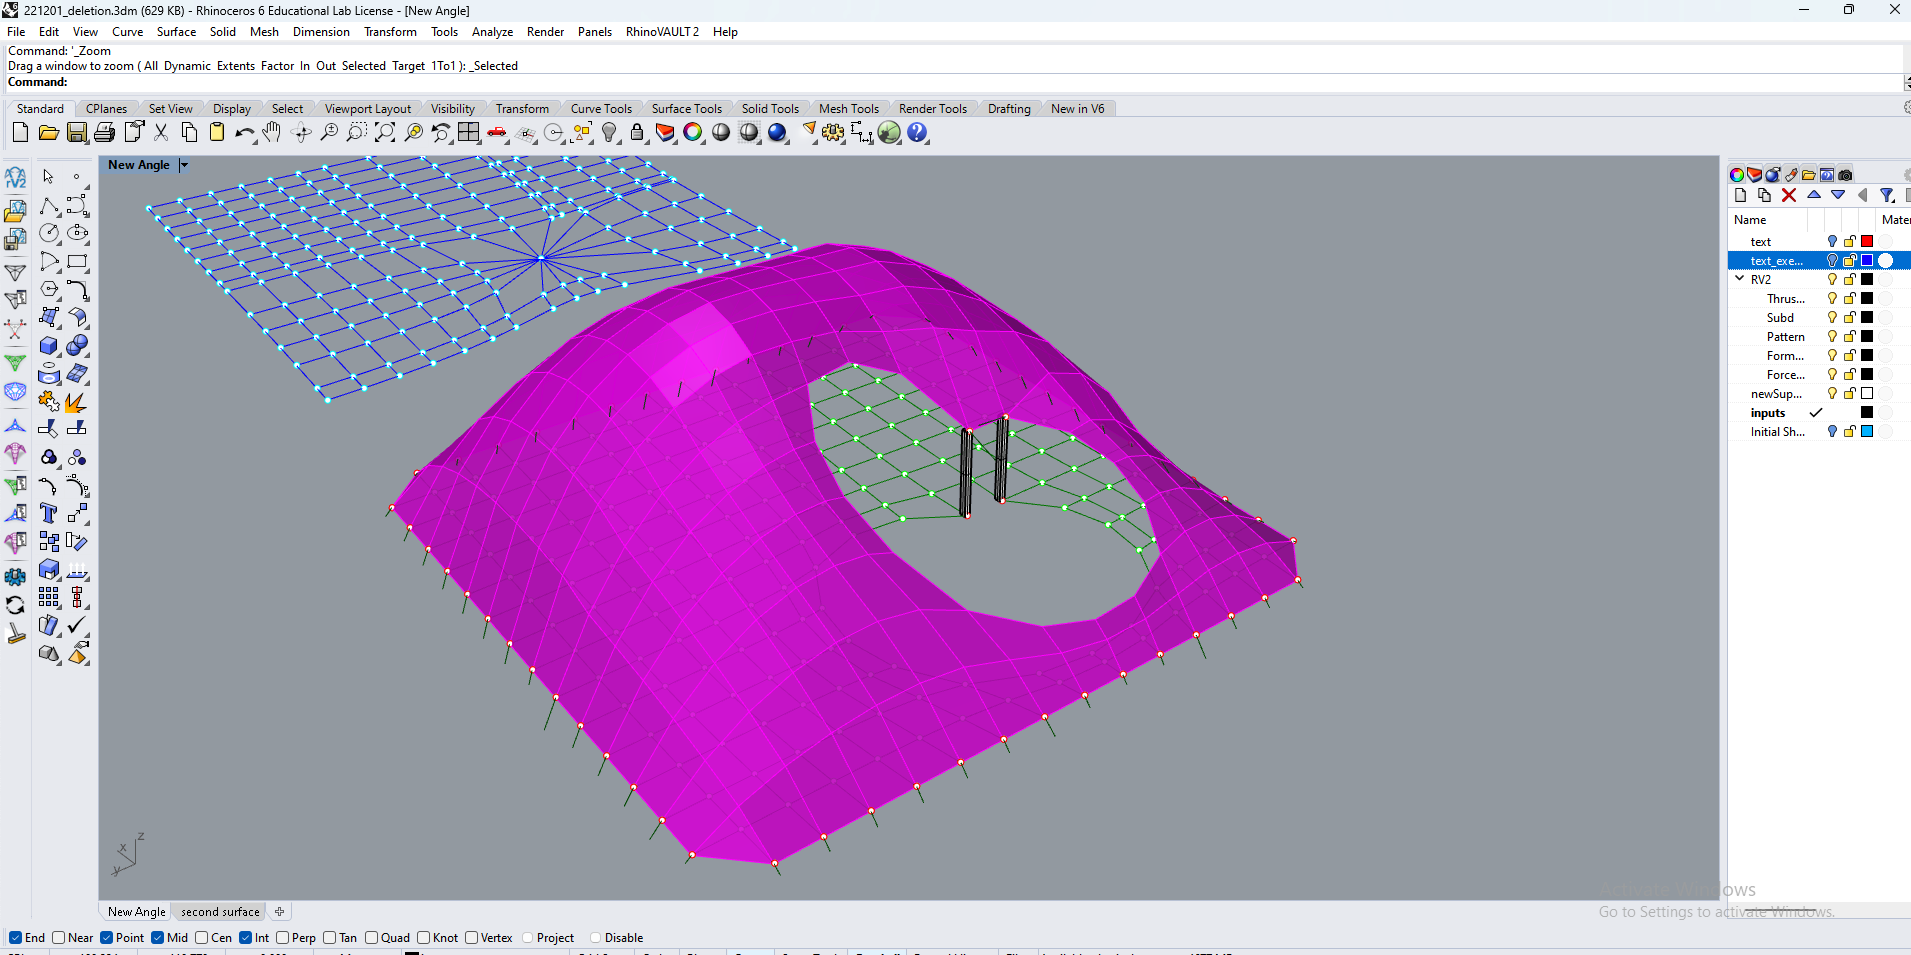 221201_deletion.3dm (629 KB) - Rhinoceros 6 Educational Lab License - [New Angle]
File Edit View Curve Surface Solid Mesh Dimension Transform Tools Analyze Render Panels RhinoVAULT 2 Help
Command: '_Zoom
Drag a window to zoom ( All Dynamic Extents Factor In Out Selected Target 1To1 ): _Selected
Command:
Standard CPlanes Set View Display Select Viewport Layout Visibility Transform Curve Tools Surface Tools Solid Tools Mesh Tools Render Tools Drafting New in V6
New Angle
rV2
Name Mater
text
text_exe...
RV2
Thrus...
Subd
Pattern
Form...
Force...
newSup...
inputs
Initial Sh...
z
x
y
Activate Windows
Go to Settings to activate Windows.
New Angle second surface
End Near Point Mid Cen Int Perp Tan Quad Knot Vertex Project Disable